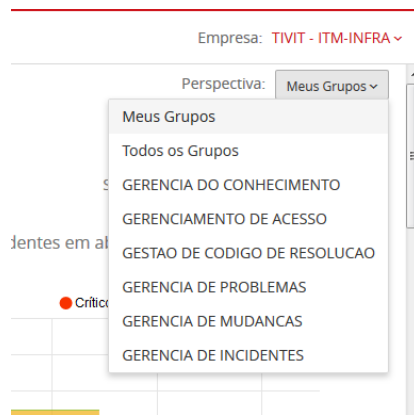 Empresa: TIVIT - ITM-INFRA
Perspectiva: Meus Grupos
Meus Grupos
Todos os Grupos
GERENCIA DO CONHECIMENTO
GERENCIAMENTO DE ACESSO
dentes em
GESTAO DE CODIGO DE RESOLUCAO
GERENCIA DE PROBLEMAS
Crític
GERENCIA DE MUDANCAS
GERENCIA DE INCIDENTES